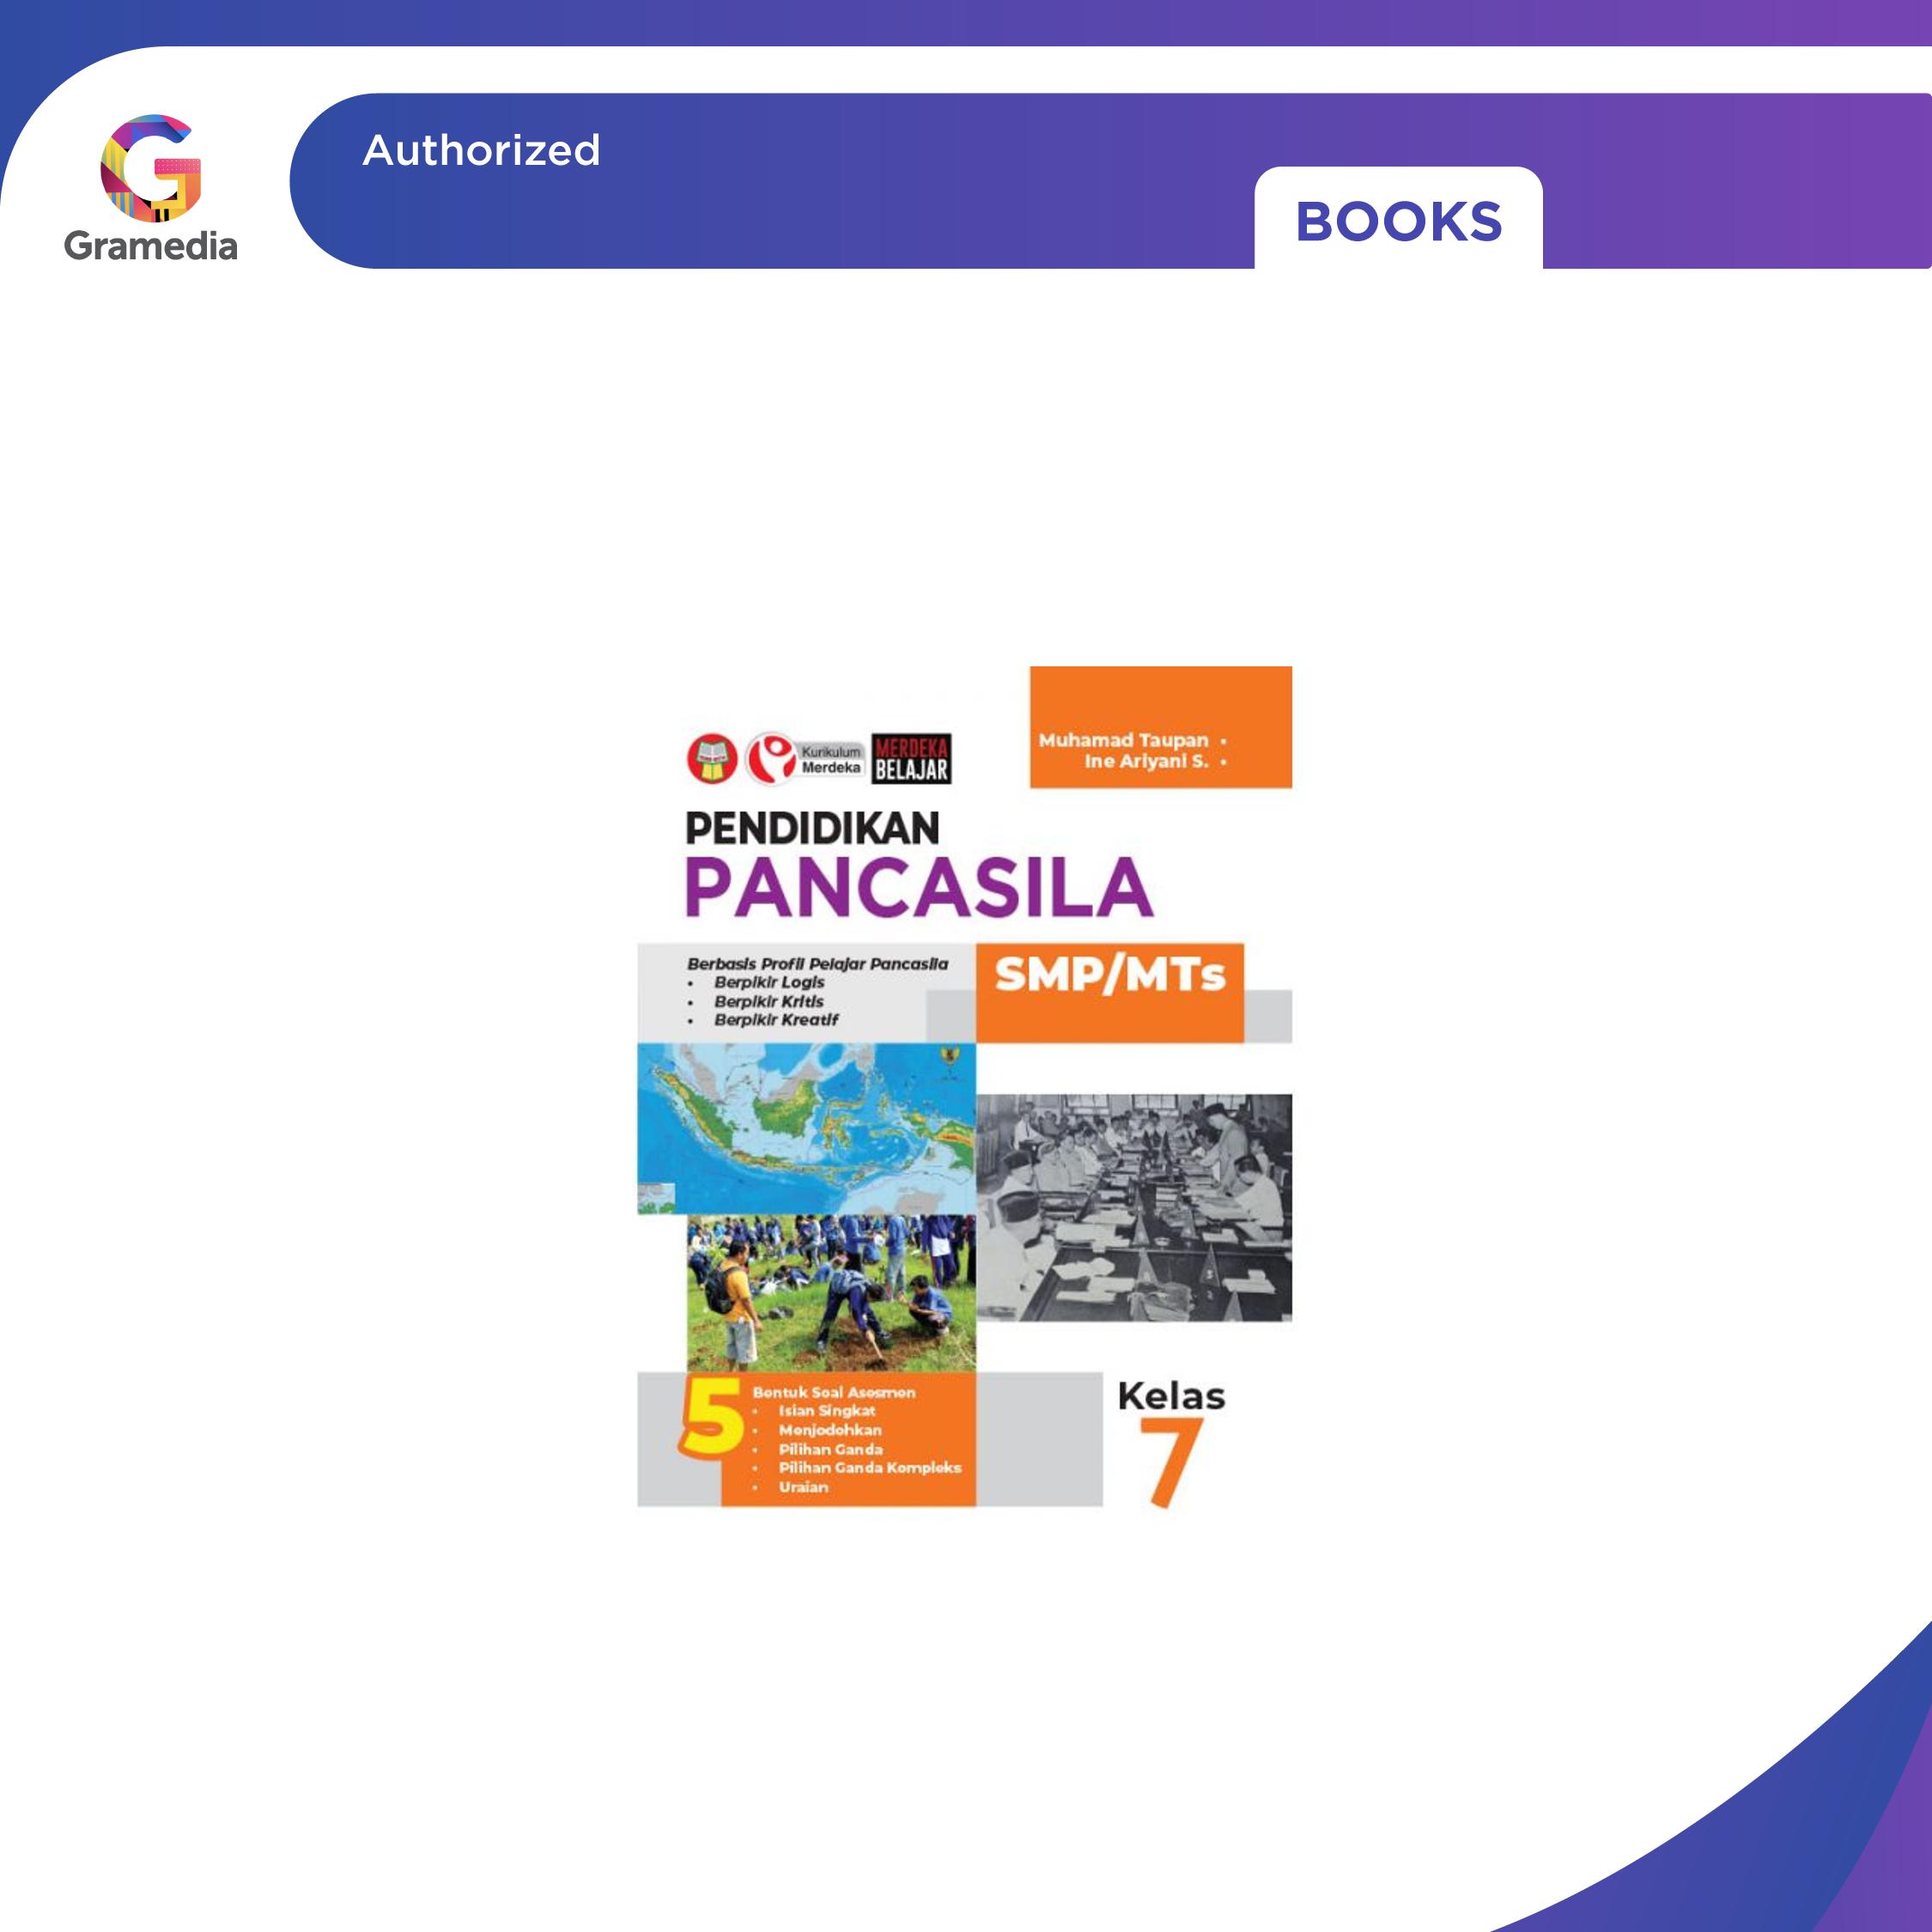 Gramedia
Authorized
BOOKS
Muhamad Taupan •
Ine Ariyani S. •
Kurikulum
Merdeka
MERDEKA
BELAJAR
PENDIDIKAN
PANCASILA
Berbasis Profil Pelajar Pancasila
• Berpikir Logis
• Berpikir Kritis
• Berpikir Kreatif
SMP/MTs
5 Bentuk Soal Asesmen
• Isian Singkat
• Menjodohkan
• Pilihan Ganda
• Pilihan Ganda Kompleks
• Uraian
Kelas
7